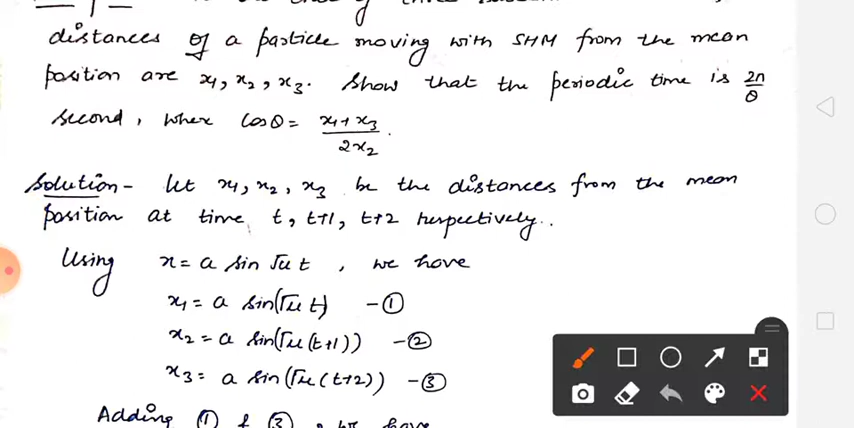 distances of a particle moving with SHM from the mean
position are x₁, x₂, x₃. Show that the periodic time is 2π/θ
second, where cosθ = (x₁+x₃)/2x₂.
Solution - Let x₁, x₂, x₃ be the distances from the mean
position at time, t, t+1, t+2 respectively..
Using x = a sin √μ t , we have
x₁ = a sin(√μ t) -①
x₂ = a sin(√μ (t+1)) -②
x₃ = a sin(√μ (t+2)) -③
Adding ① & ③, we have